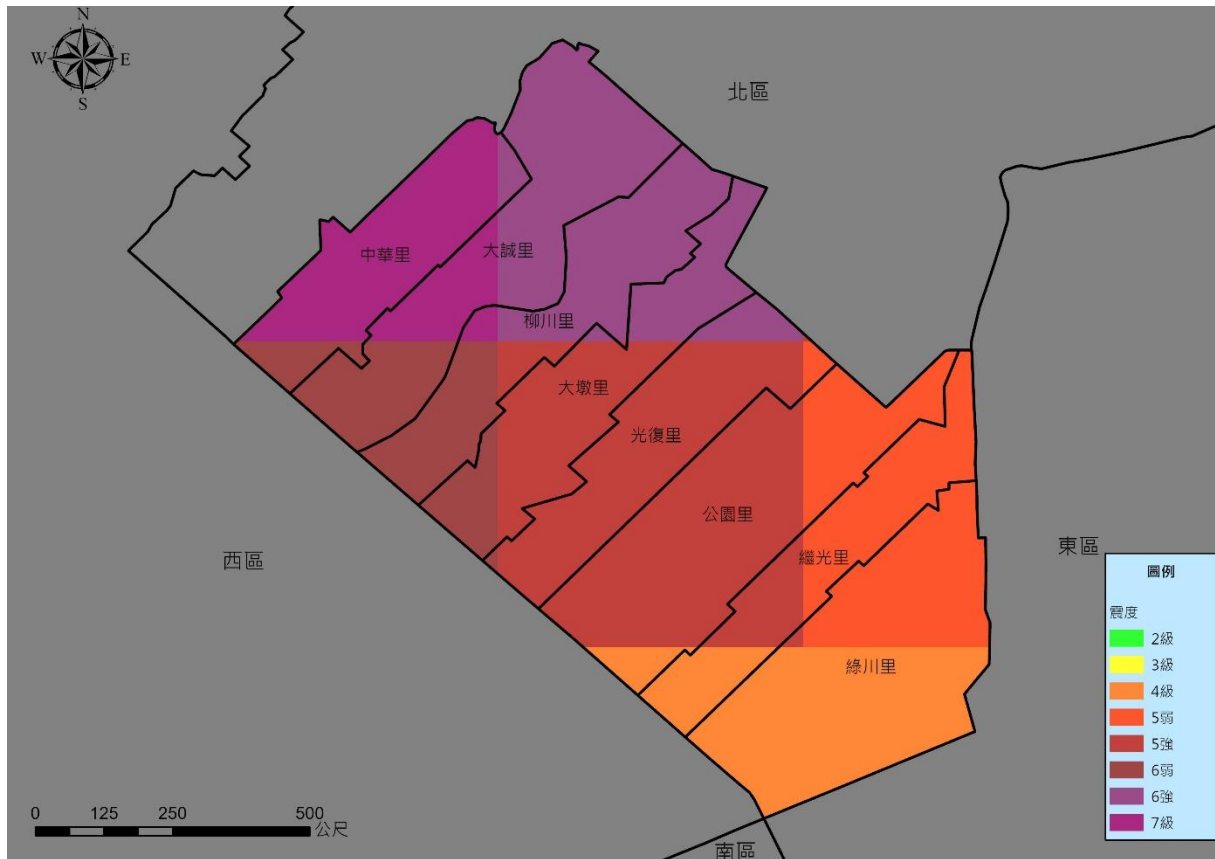 N
W
E
S
北區
中華里
大誠里
柳川里
大墩里
光復里
公園里
繼光里
西區
東區
綠川里
南區
圖例
震度
2級
3級
4級
5弱
5強
6弱
6強
7級
0 125 250 500
公尺